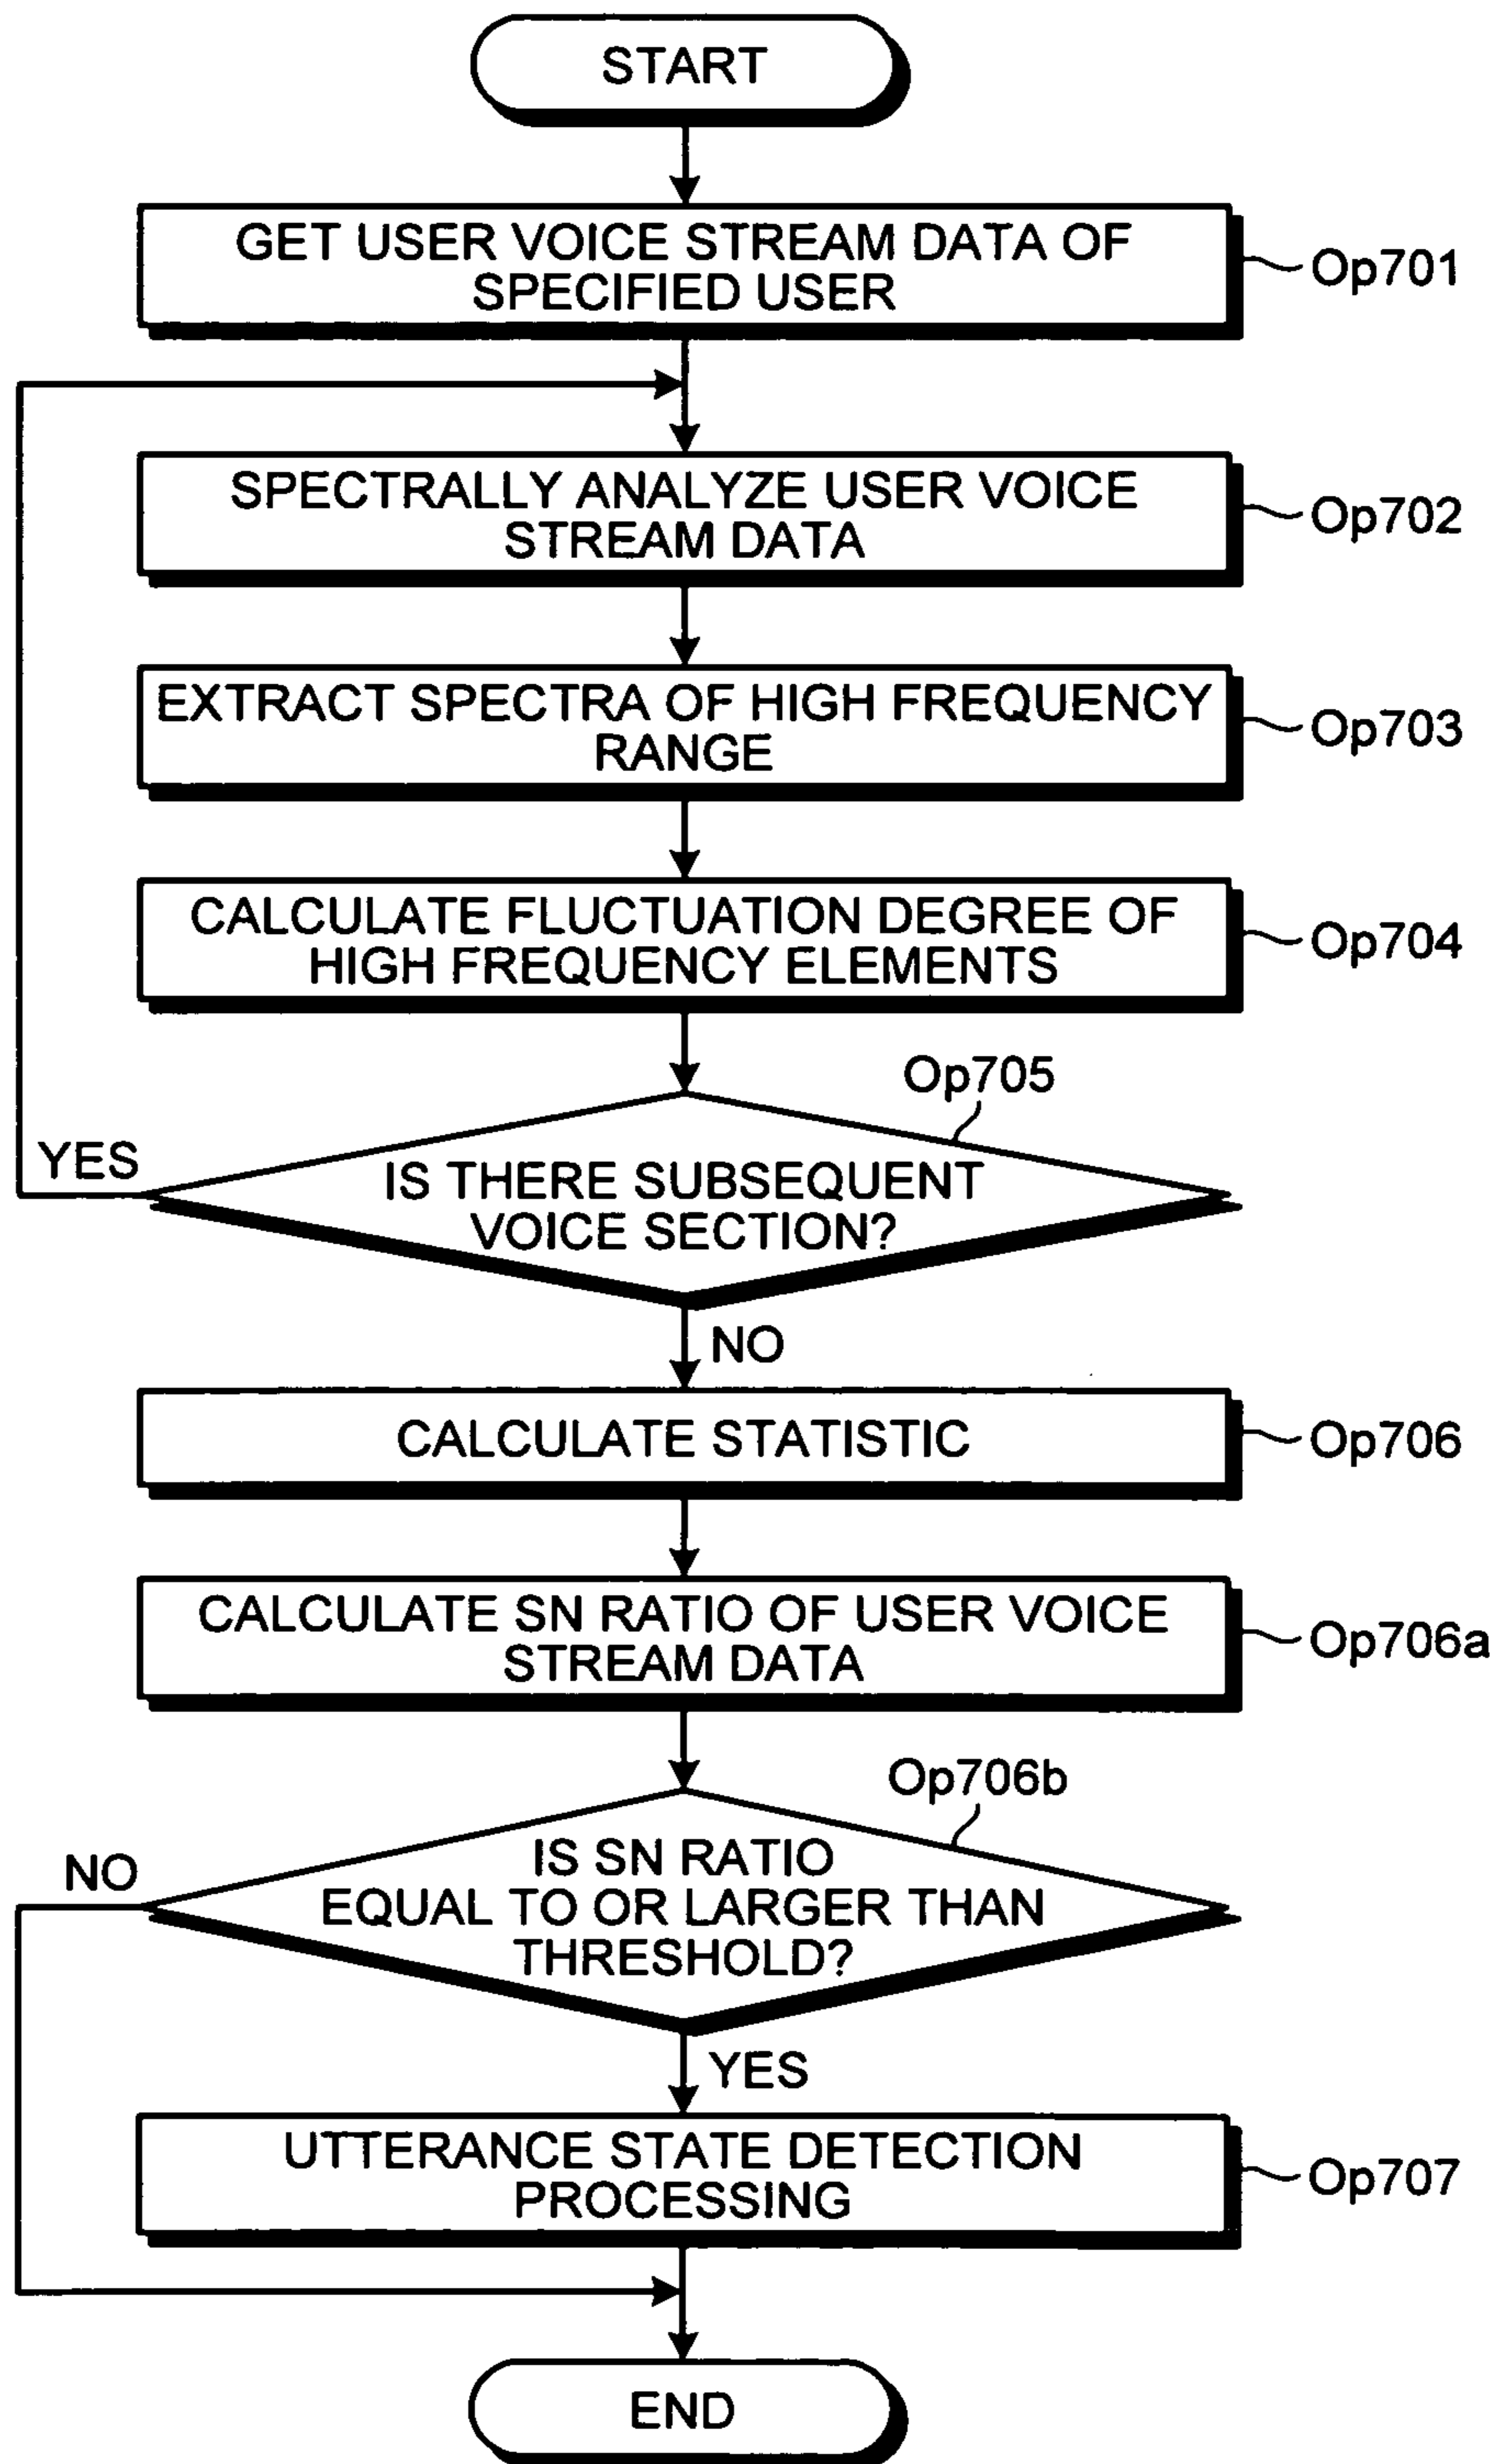 START
GET USER VOICE STREAM DATA OF
SPECIFIED USER
Op701
SPECTRALLY ANALYZE USER VOICE
STREAM DATA
Op702
EXTRACT SPECTRA OF HIGH FREQUENCY
RANGE
Op703
CALCULATE FLUCTUATION DEGREE OF
HIGH FREQUENCY ELEMENTS
Op704
Op705
YES
IS THERE SUBSEQUENT
VOICE SECTION?
NO
CALCULATE STATISTIC
Op706
CALCULATE SN RATIO OF USER VOICE
STREAM DATA
Op706a
Op706b
NO
IS SN RATIO
EQUAL TO OR LARGER THAN
THRESHOLD?
YES
UTTERANCE STATE DETECTION
PROCESSING
Op707
END